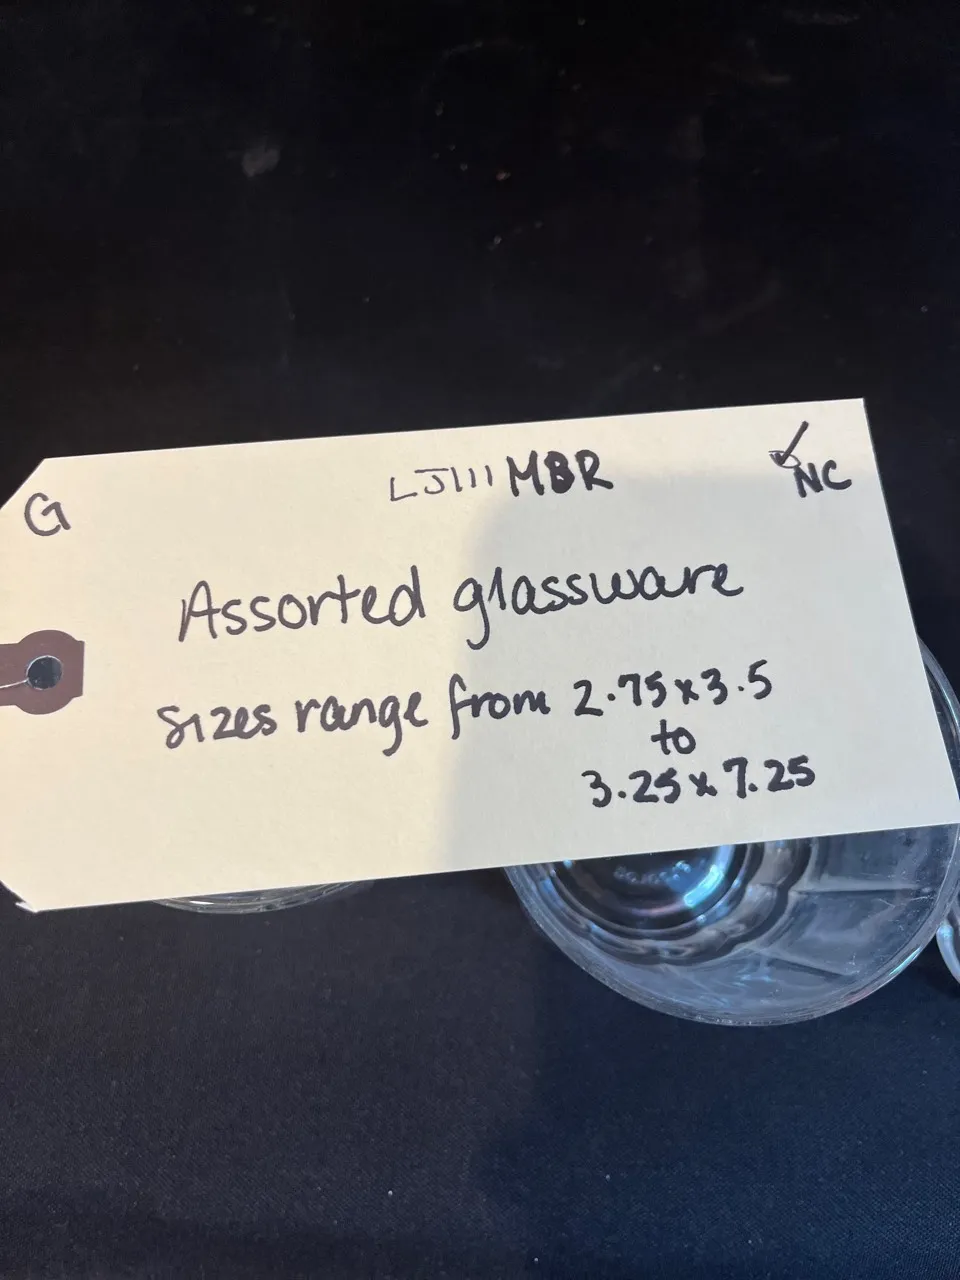 G
LJ111 MBR
✓ NC
Assorted glassware
sizes range from 2.75x3.5
to
3.25x7.25